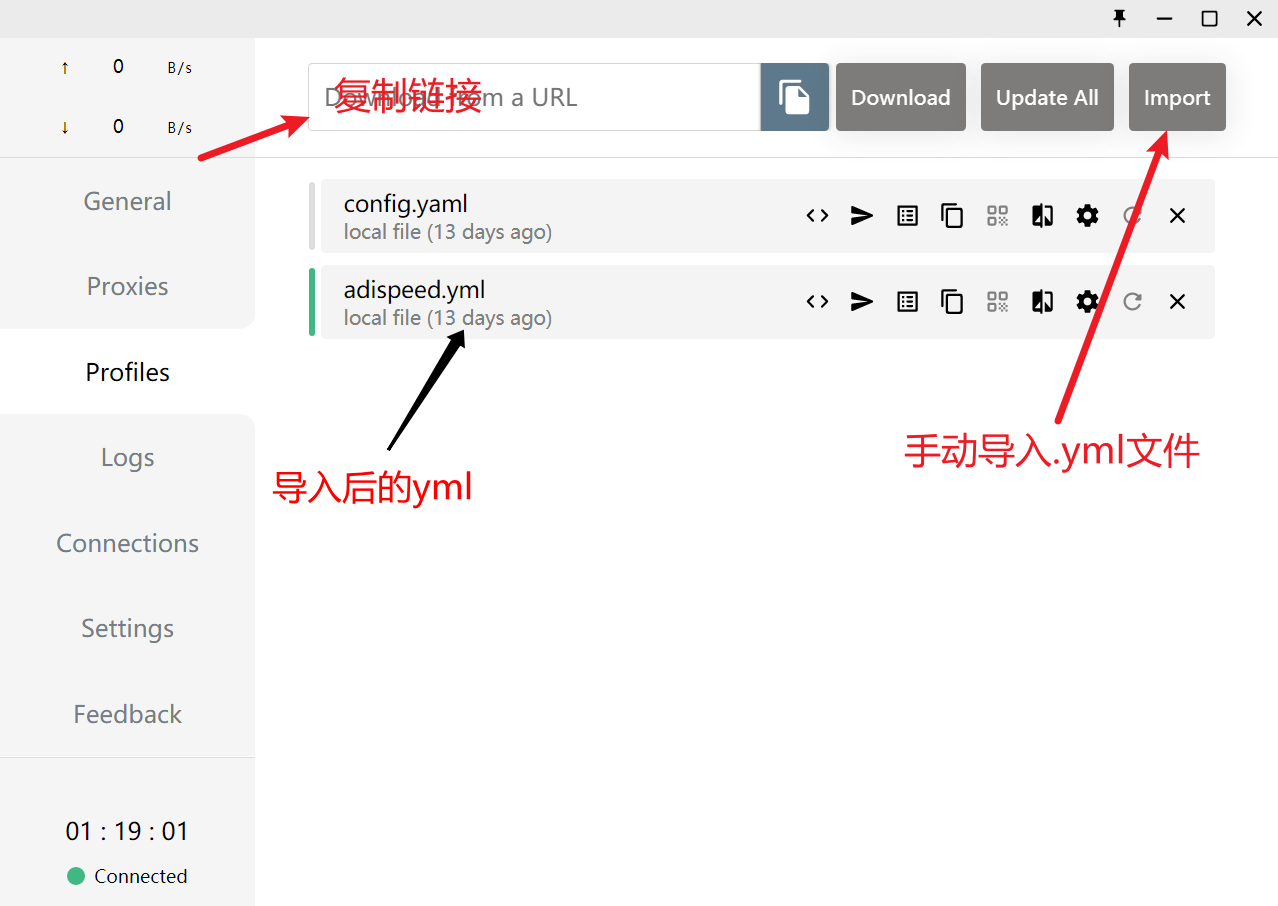 ↑ 0 B/s
↓ 0 B/s
General
Proxies
Profiles
Logs
Connections
Settings
Feedback
01 : 19 : 01
Connected
Download from a URL
复制链接
Download
Update All
Import
config.yaml
local file (13 days ago)
adispeed.yml
local file (13 days ago)
导入后的yml
手动导入.yml文件